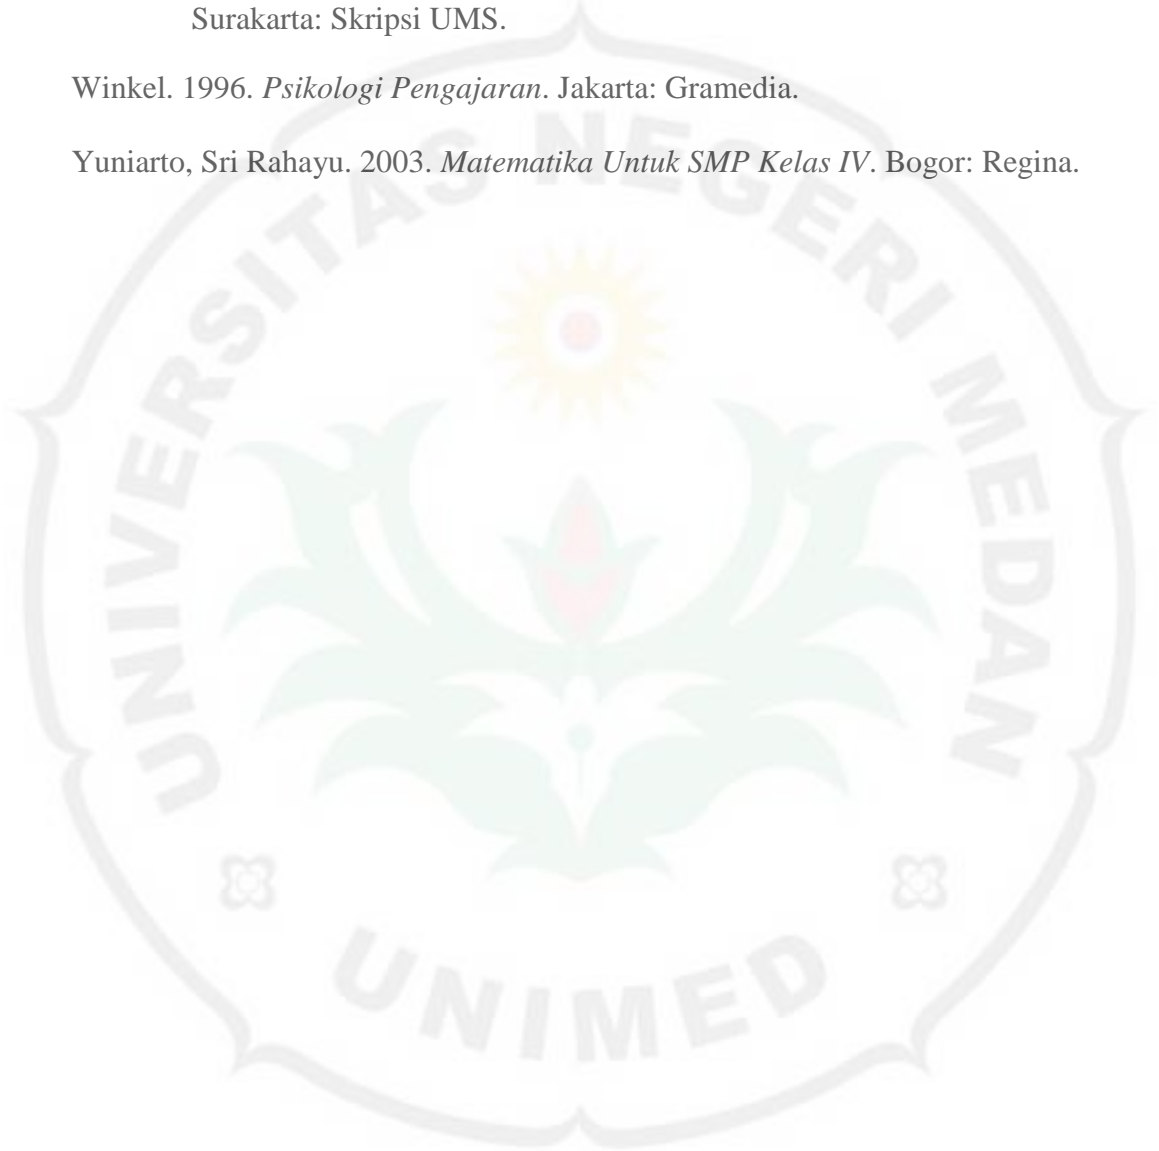 Surakarta: Skripsi UMS.
Winkel. 1996. Psikologi Pengajaran. Jakarta: Gramedia.
Yuniarto, Sri Rahayu. 2003. Matematika Untuk SMP Kelas IV. Bogor: Regina.
UNIVERSITAS NEGERI MEDAN
UNIMED